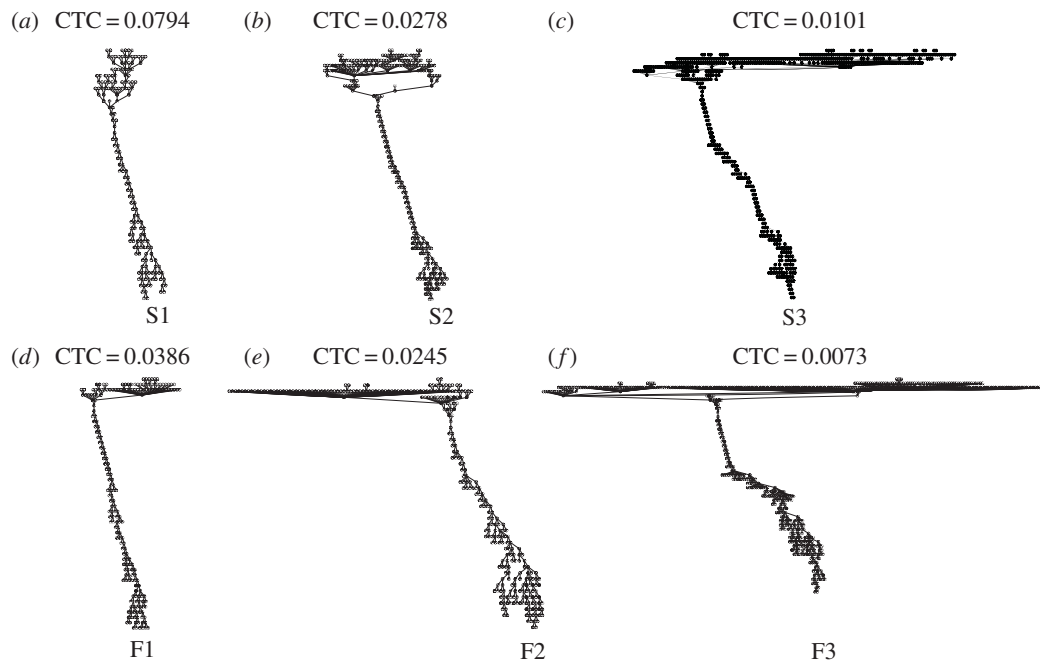 (a) CTC = 0.0794
(b) CTC = 0.0278
(c) CTC = 0.0101
S1
S2
S3
(d) CTC = 0.0386
(e) CTC = 0.0245
(f) CTC = 0.0073
F1
F2
F3